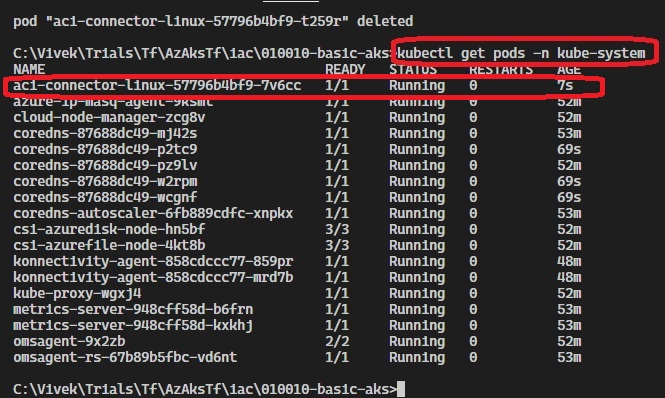 pod "aci-connector-linux-57796b4bf9-t259r" deleted
C:\Vivek\Trials\Tf\AzAksTf\iac\010010-basic-aks>kubectl get pods -n kube-system
NAME READY STATUS RESTARTS AGE
aci-connector-linux-57796b4bf9-7v6cc 1/1 Running 0 7s
azure-ip-masq-agent-9ksmt 1/1 Running 0 52m
cloud-node-manager-zcg8v 1/1 Running 0 52m
coredns-87688dc49-mj42s 1/1 Running 0 53m
coredns-87688dc49-p2tc9 1/1 Running 0 69s
coredns-87688dc49-pz9lv 1/1 Running 0 52m
coredns-87688dc49-w2rpm 1/1 Running 0 69s
coredns-87688dc49-wcgnf 1/1 Running 0 69s
coredns-autoscaler-6fb889cdfc-xnpkx 1/1 Running 0 53m
csi-azuredisk-node-hn5bf 3/3 Running 0 52m
csi-azurefile-node-4kt8b 3/3 Running 0 52m
konnectivity-agent-858cdccc77-859pr 1/1 Running 0 48m
konnectivity-agent-858cdccc77-mrd7b 1/1 Running 0 48m
kube-proxy-wgxj4 1/1 Running 0 52m
metrics-server-948cff58d-b6frn 1/1 Running 0 53m
metrics-server-948cff58d-kxkhj 1/1 Running 0 53m
omsagent-9x2zb 2/2 Running 0 52m
omsagent-rs-67b89b5fbc-vd6nt 1/1 Running 0 53m
C:\Vivek\Trials\Tf\AzAksTf\iac\010010-basic-aks>